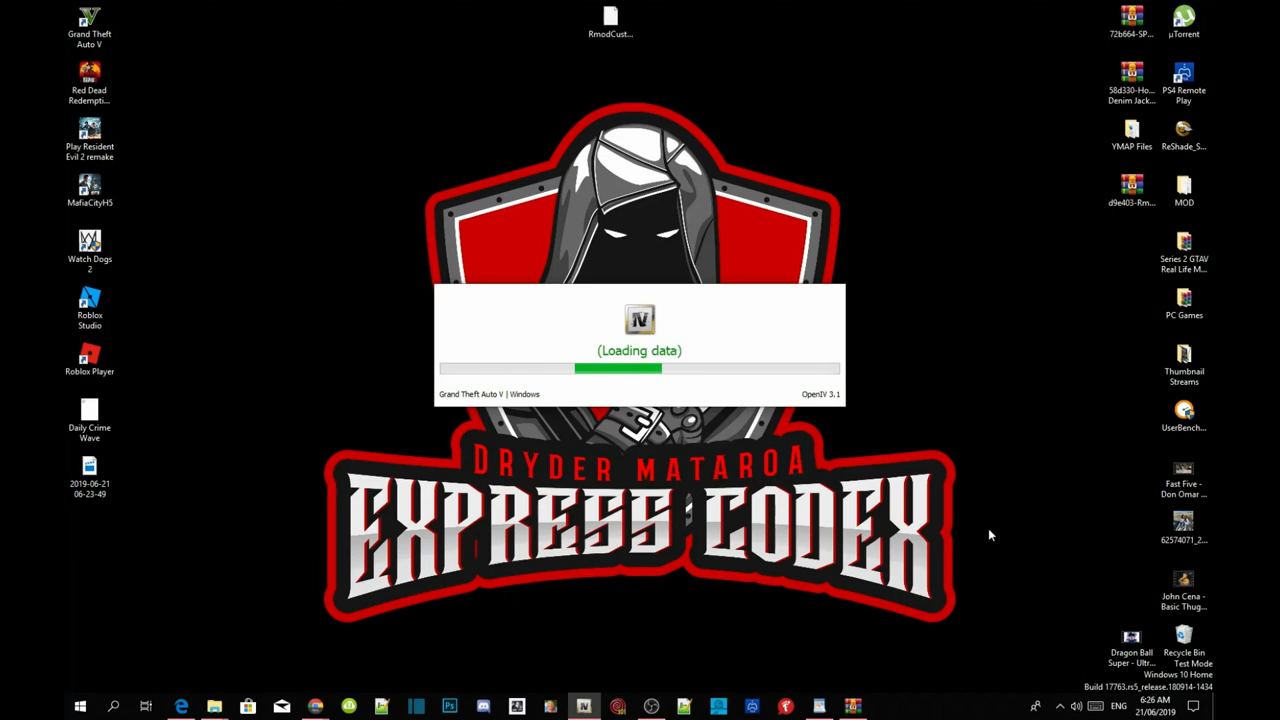 Grand Theft
Auto V
Red Dead
Redempti...
Play Resident
Evil 2 remake
MafiaCityH5
Watch Dogs
2
Roblox
Studio
Roblox Player
Daily Crime
Wave
2019-06-21
06-23-49
RmodCust...
72b664-SP...
µTorrent
58d330-Ho...
Denim Jack...
PS4 Remote
Play
YMAP Files
ReShade_S...
d9e403-Rm...
MOD
Series 2 GTAV
Real Life M...
PC Games
Thumbnail
Streams
UserBench...
Fast Five -
Don Omar ...
62574071_2...
John Cena -
Basic Thug...
Dragon Ball
Super - Ultr...
Recycle Bin
IV
(Loading data)
Grand Theft Auto V | Windows
OpenIV 3.1
DRYDER MATAROA
EXPRESS CODEX
Test Mode
Windows 10 Home
Build 17763.rs5_release.180914-1434
Ps
ENG
6:26 AM
21/06/2019